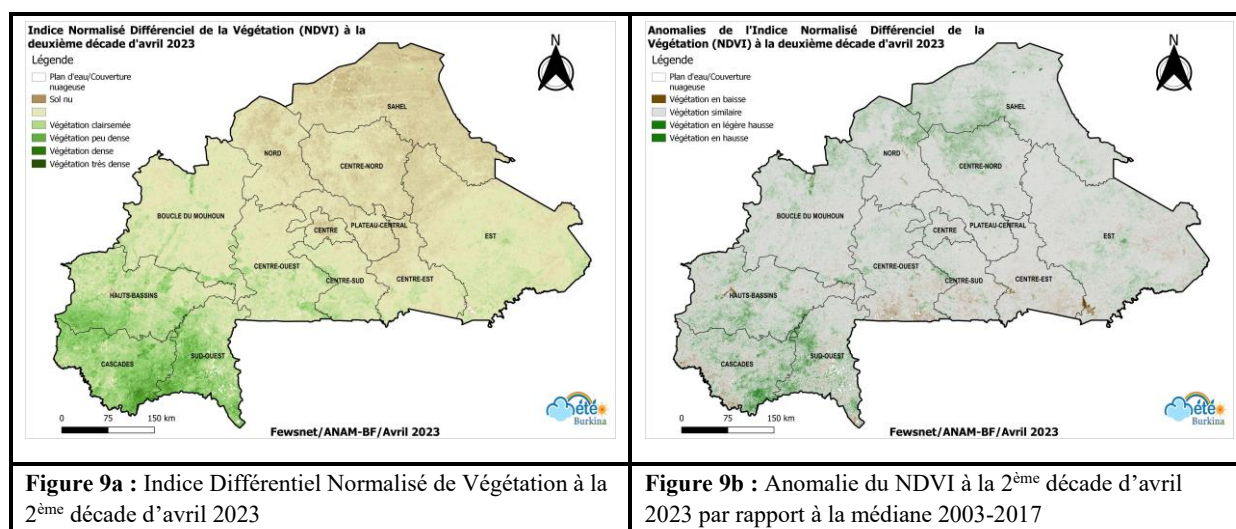 Indice Normalisé Différenciel de la Végétation (NDVI) à la
deuxième décade d'avril 2023
Légende
Plan d'eau/Couverture
nuageuse
Sol nu
Végétation clairsemée
Végétation peu dense
Végétation dense
Végétation très dense
N
SAHEL
NORD
CENTRE-NORD
BOUCLE DU MOUHOUN
CENTRE
PLATEAU-CENTRAL
EST
CENTRE-OUEST
CENTRE-SUD
CENTRE-EST
HAUTS-BASSINS
CASCADES
SUD-OUEST
0 75 150 km
Fewsnet/ANAM-BF/Avril 2023
été
Burkina
Anomalies de l'Indice Normalisé Différenciel de la
Végétation (NDVI) à la deuxième décade d'avril 2023
Légende
Plan d'eau/Couverture
nuageuse
Végétation en baisse
Végétation similaire
Végétation en légère hausse
Végétation en hausse
N
SAHEL
NORD
CENTRE-NORD
BOUCLE DU MOUHOUN
CENTRE
PLATEAU-CENTRAL
EST
CENTRE-OUEST
CENTRE-SUD
CENTRE-EST
HAUTS-BASSINS
CASCADES
SUD-OUEST
0 75 150 km
Fewsnet/ANAM-BF/Avril 2023
été
Burkina
Figure 9a : Indice Différentiel Normalisé de Végétation à la
2ème décade d’avril 2023
Figure 9b : Anomalie du NDVI à la 2ème décade d’avril
2023 par rapport à la médiane 2003-2017